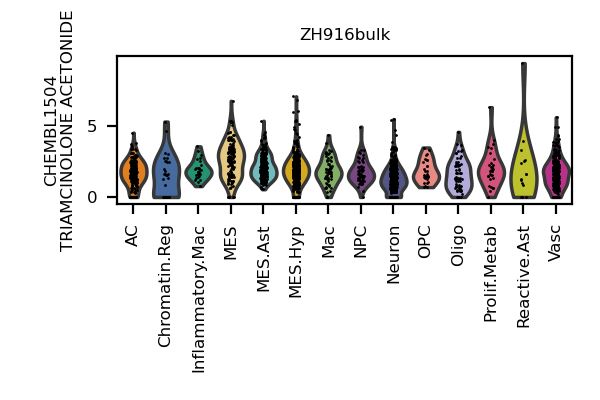 ZH916bulk
CHEMBL1504
TRIAMCINOLONE ACETONIDE
5
0
AC
Chromatin.Reg
Inflammatory.Mac
MES
MES.Ast
MES.Hyp
Mac
NPC
Neuron
OPC
Oligo
Prolif.Metab
Reactive.Ast
Vasc